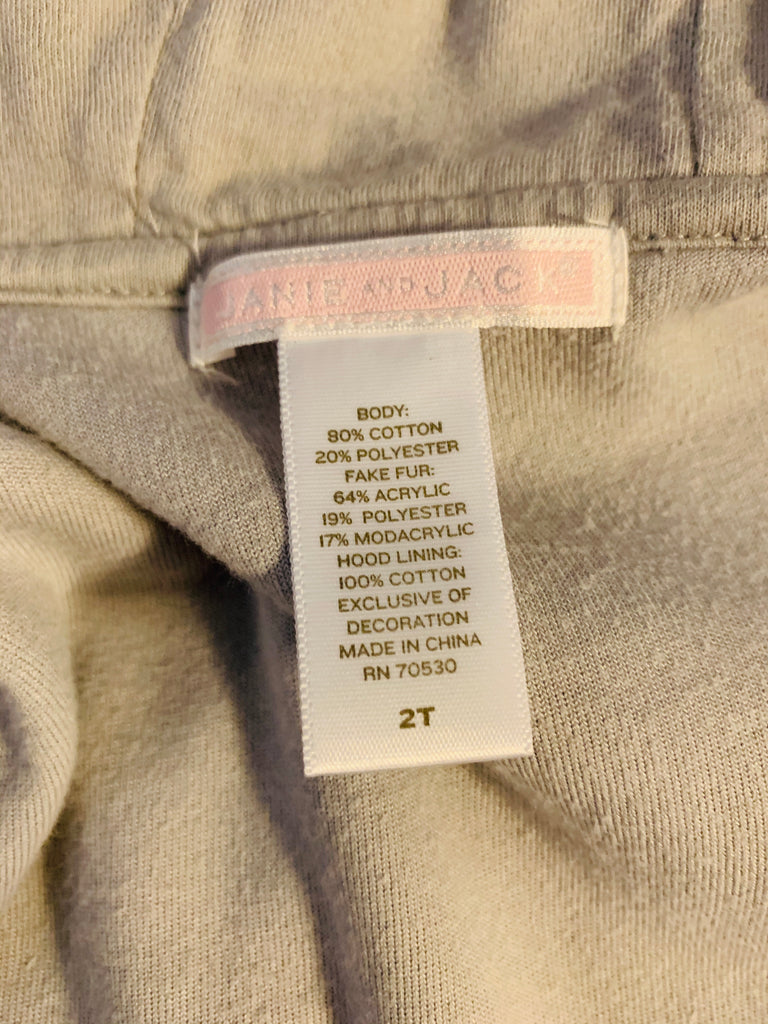 JANIE AND JACK
BODY:
80% COTTON
20% POLYESTER
FAKE FUR:
64% ACRYLIC
19% POLYESTER
17% MODACRYLIC
HOOD LINING:
100% COTTON
EXCLUSIVE OF
DECORATION
MADE IN CHINA
RN 70530
2T